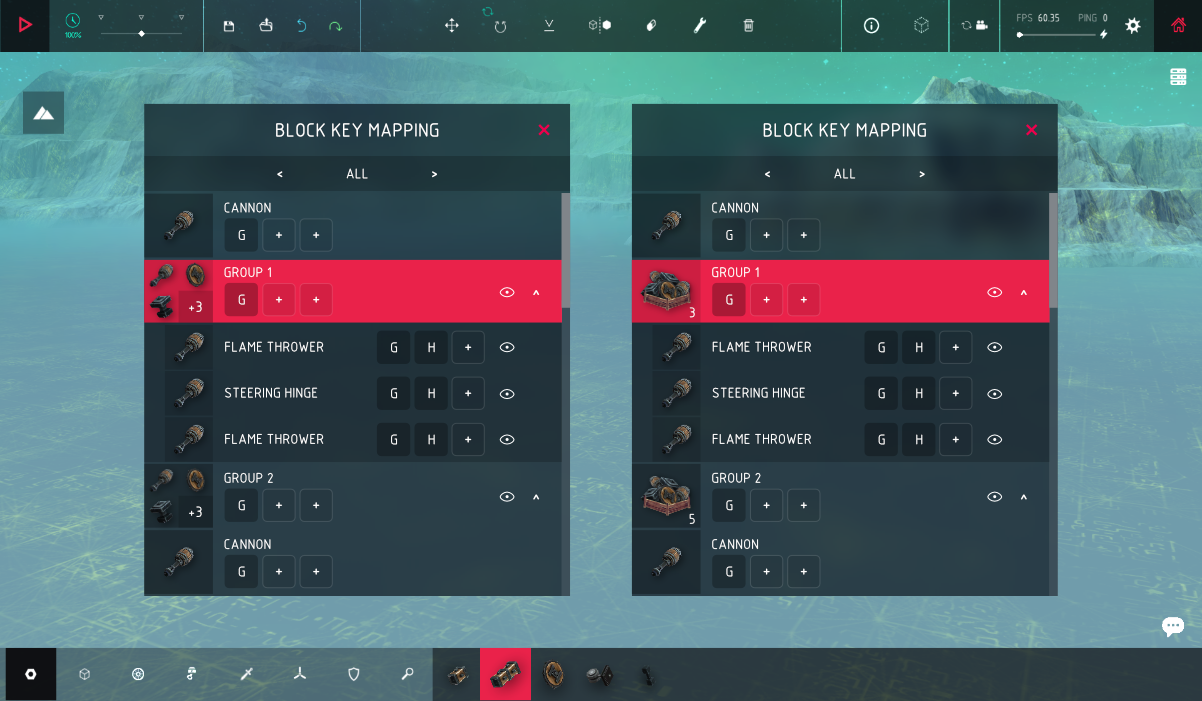 100%
FPS 60.35 PING 0
BLOCK KEY MAPPING
< ALL >
CANNON
G + +
GROUP 1
+3
G + +
FLAME THROWER G H +
STEERING HINGE G H +
FLAME THROWER G H +
GROUP 2
+3
G + +
CANNON
G + +
BLOCK KEY MAPPING
< ALL >
CANNON
G + +
GROUP 1
3
G + +
FLAME THROWER G H +
STEERING HINGE G H +
FLAME THROWER G H +
GROUP 2
5
G + +
CANNON
G + +